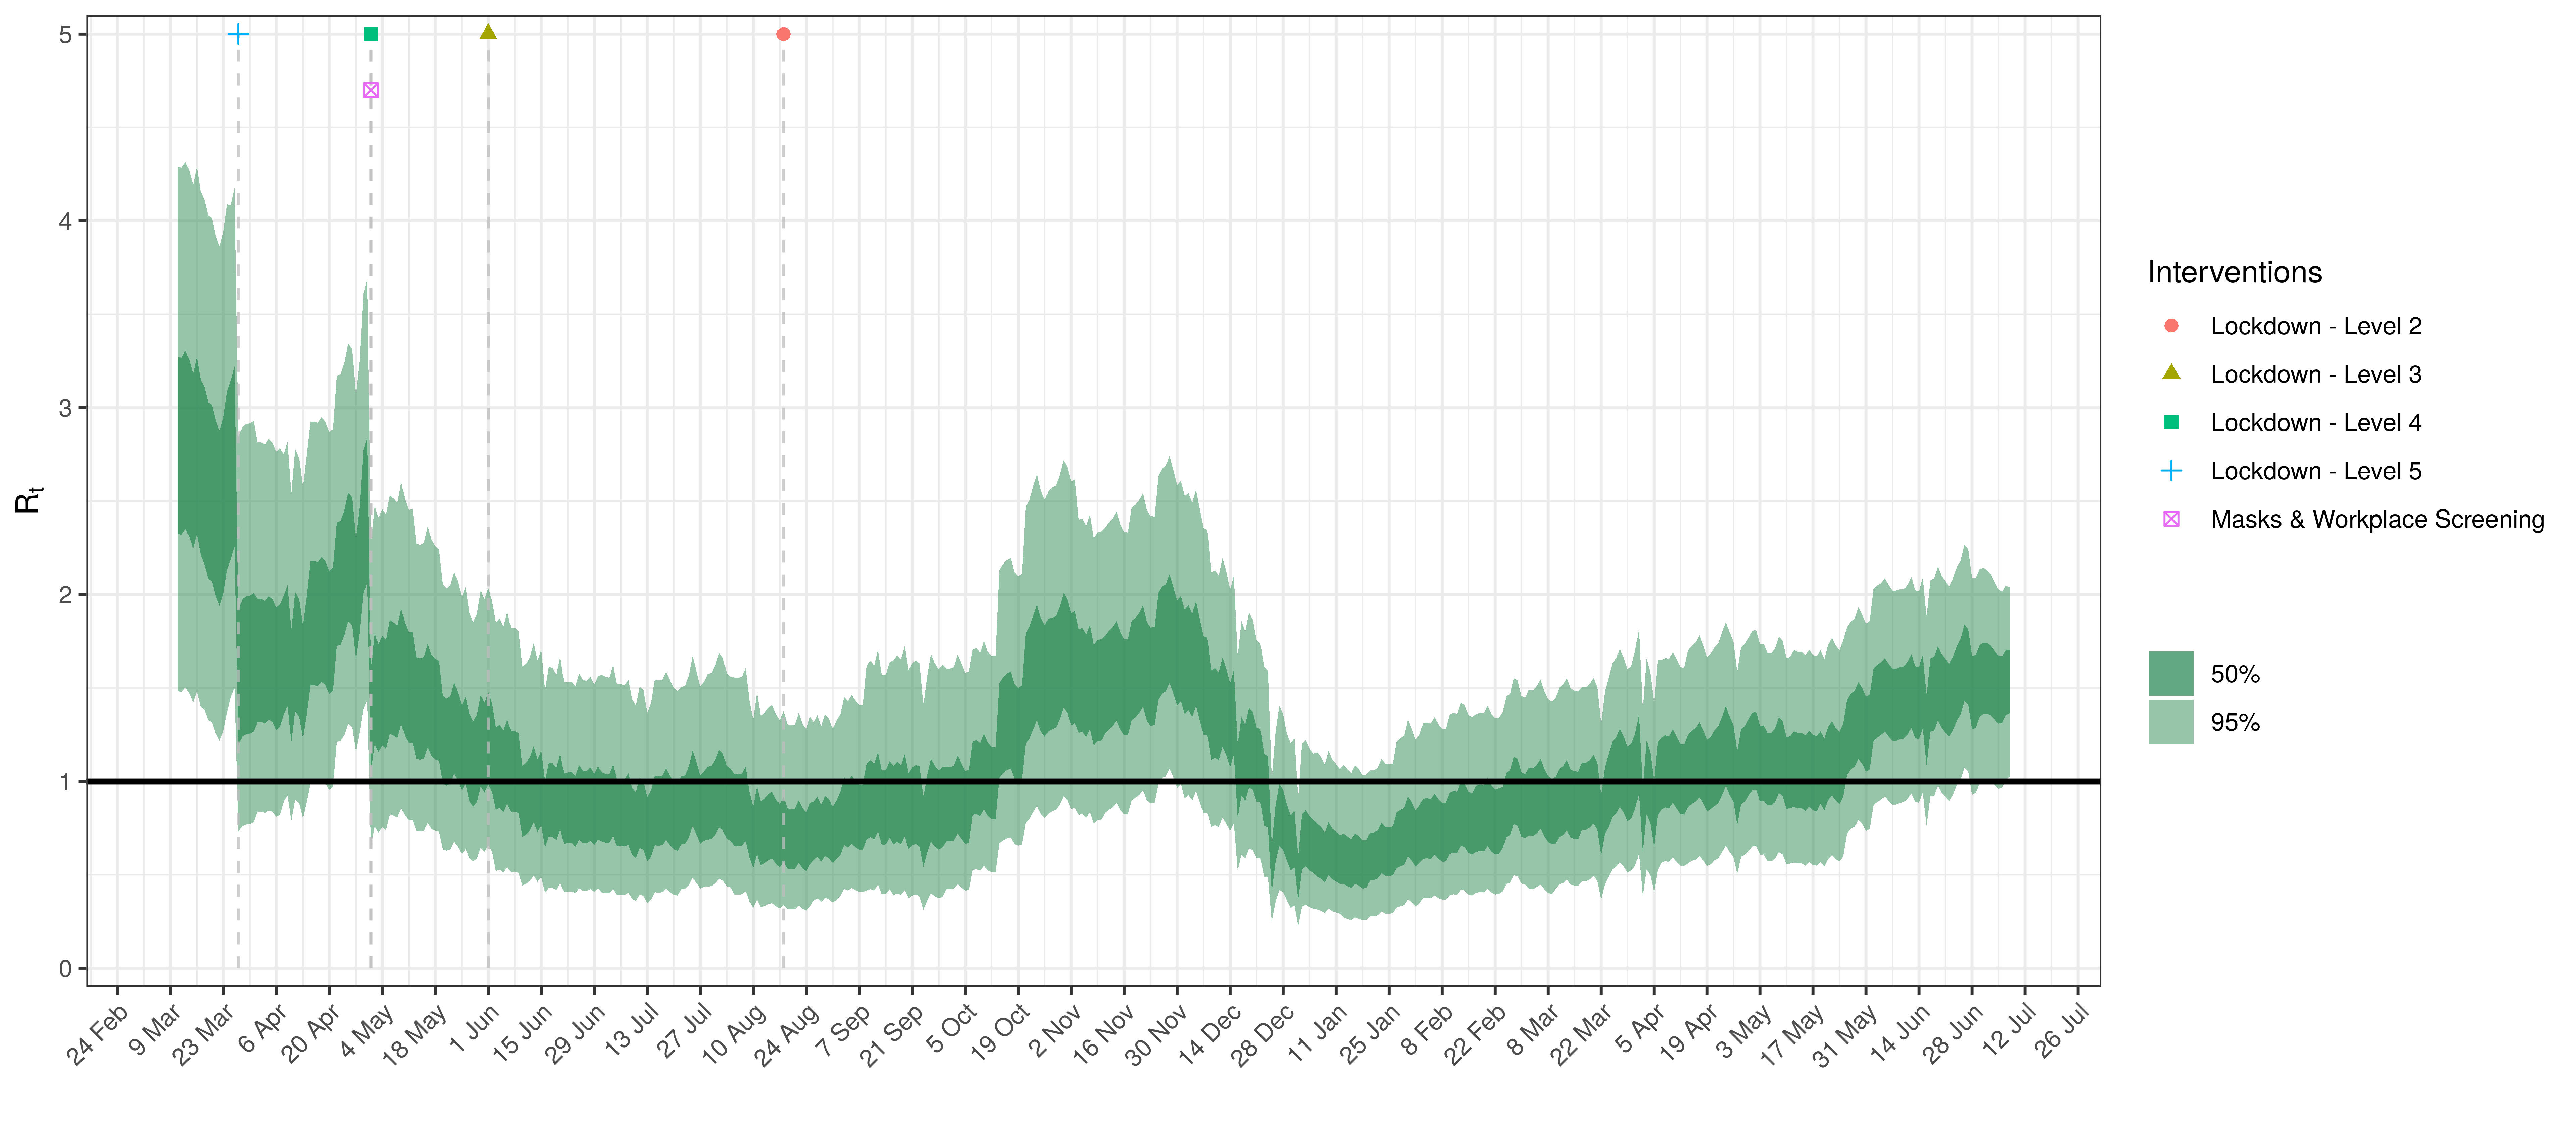 5
4
3
2
1
0
Rt
24 Feb
9 Mar
23 Mar
6 Apr
20 Apr
4 May
18 May
1 Jun
15 Jun
29 Jun
13 Jul
27 Jul
10 Aug
24 Aug
7 Sep
21 Sep
5 Oct
19 Oct
2 Nov
16 Nov
30 Nov
14 Dec
28 Dec
11 Jan
25 Jan
8 Feb
22 Feb
8 Mar
22 Mar
5 Apr
19 Apr
3 May
17 May
31 May
14 Jun
28 Jun
12 Jul
26 Jul
Interventions
Lockdown - Level 2
Lockdown - Level 3
Lockdown - Level 4
Lockdown - Level 5
Masks & Workplace Screening
50%
95%